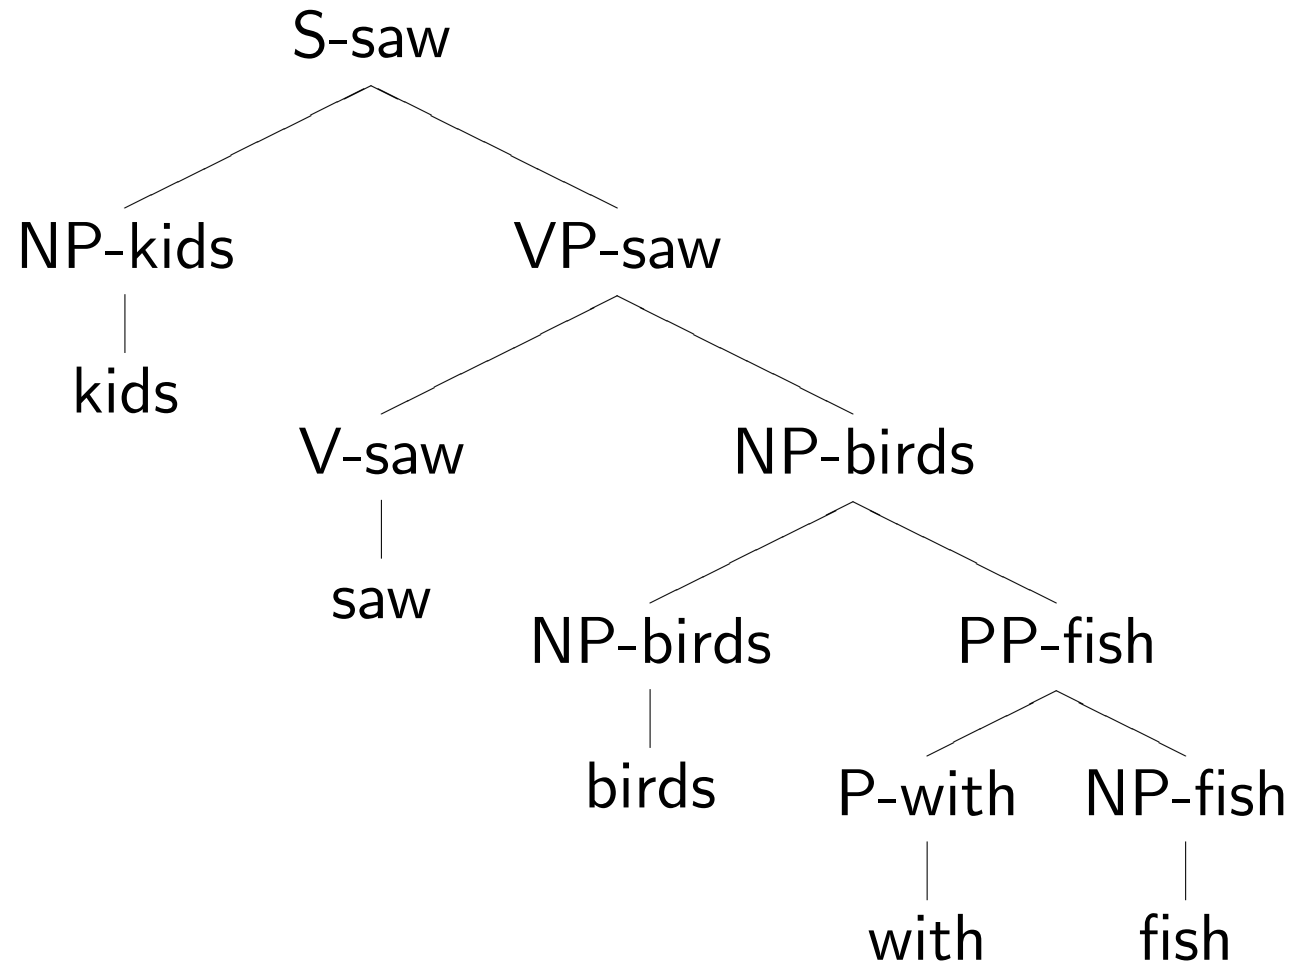 S-saw
NP-kids VP-saw
kids
V-saw NP-birds
saw
NP-birds PP-fish
birds
P-with NP-fish
with fish